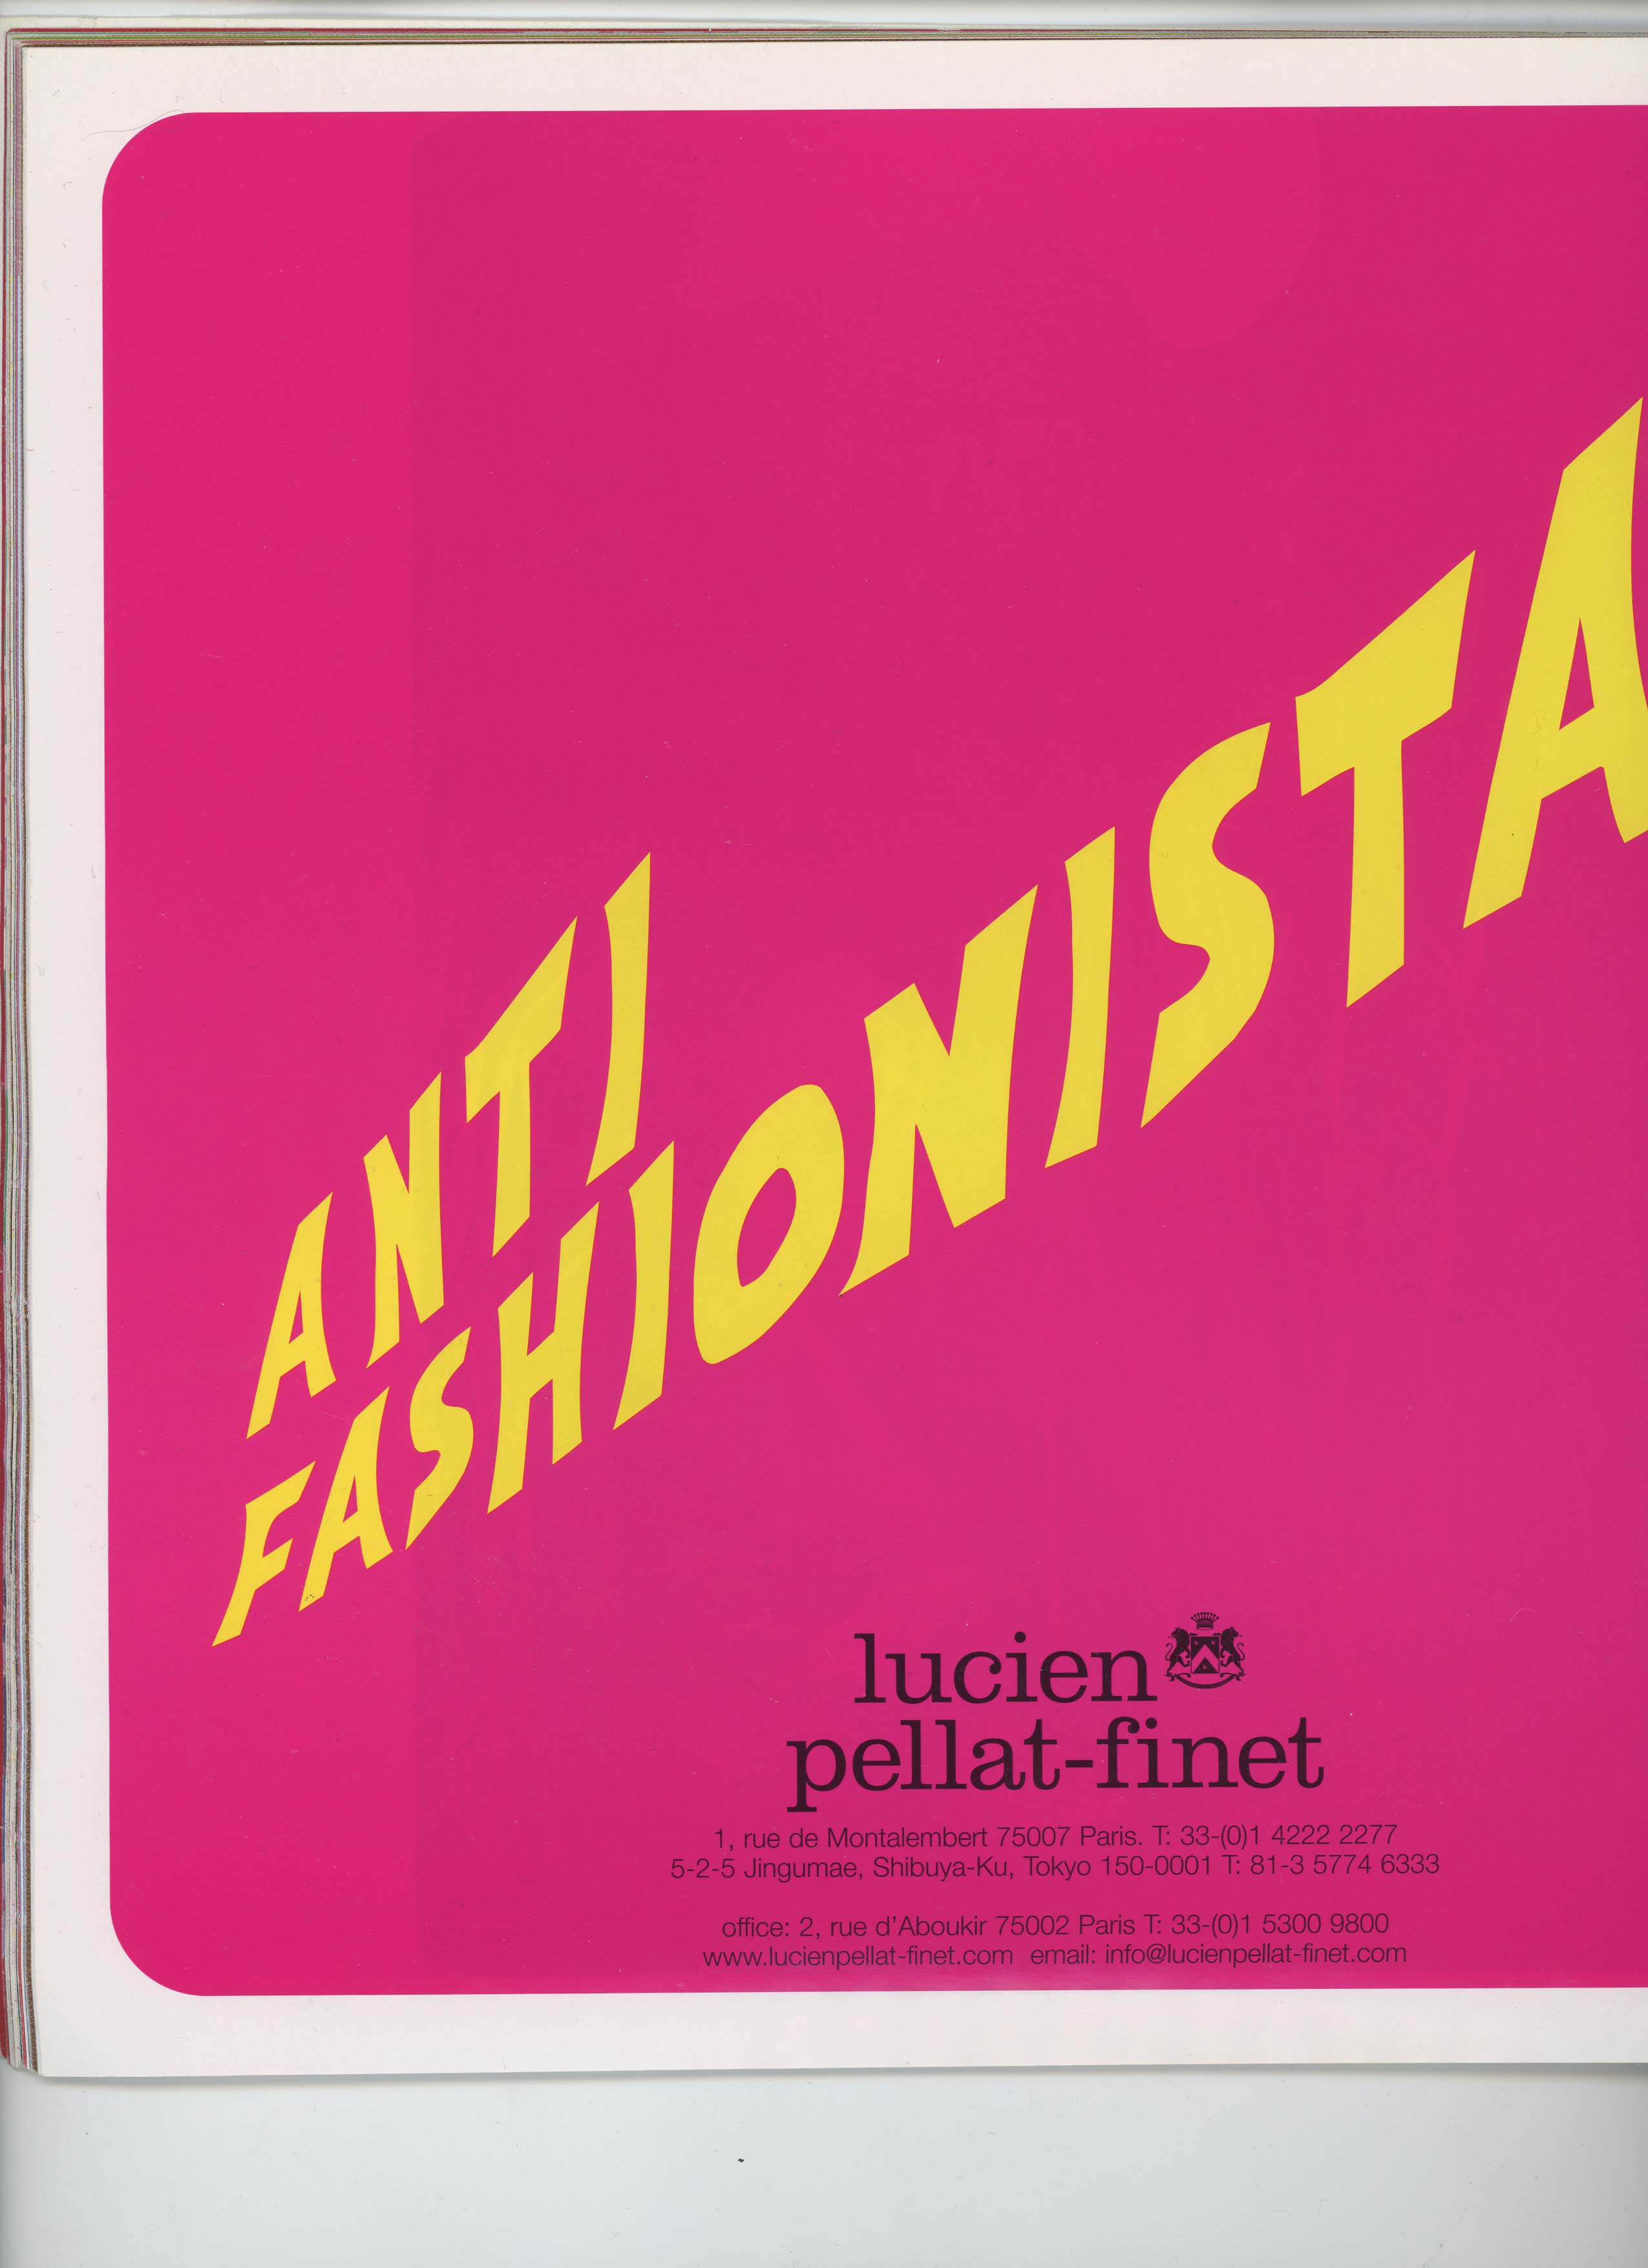 ANTI
FASHIONISTA
lucien
pellat-finet
1, rue de Montalembert 75007 Paris. T: 33-(0)1 4222 2277
5-2-5 Jingumae, Shibuya-Ku, Tokyo 150-0001 T: 81-3 5774 6333
office: 2, rue d'Aboukir 75002 Paris T: 33-(0)1 5300 9800
www.lucienpellat-finet.com email: info@lucienpellat-finet.com